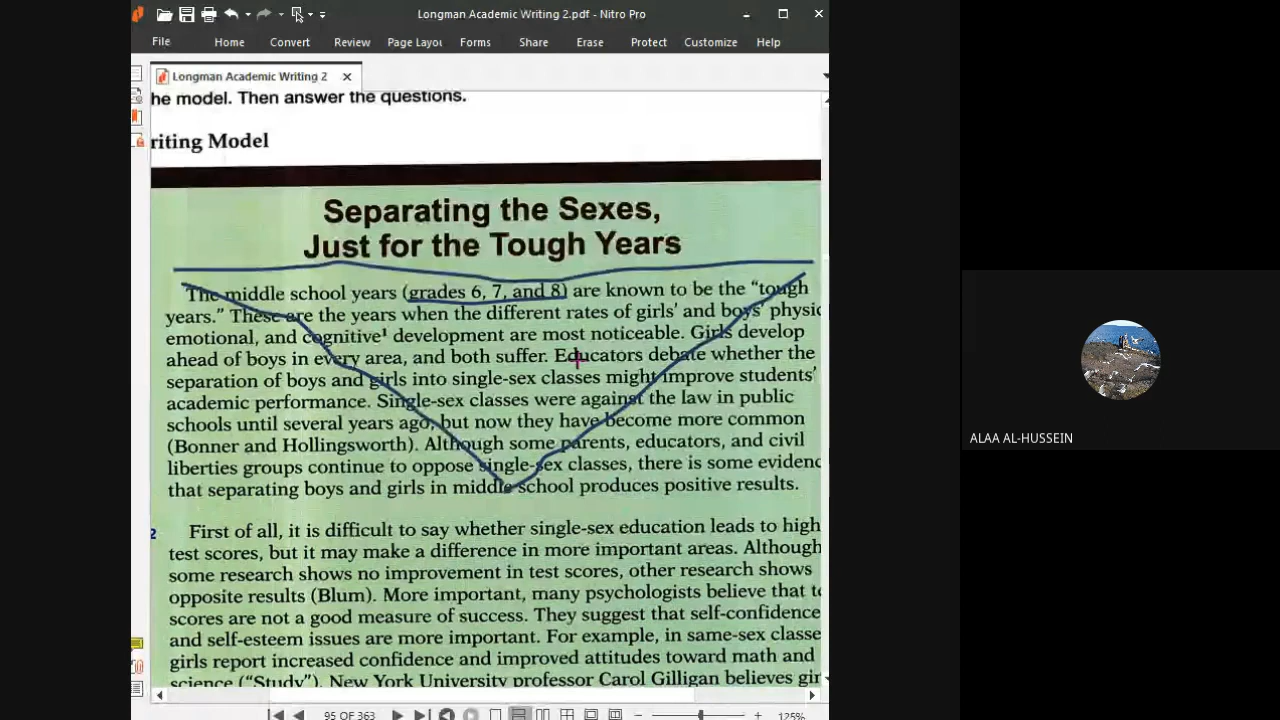 Longman Academic Writing 2.pdf - Nitro Pro
File Home Convert Review Page Layou Forms Share Erase Protect Customize Help
Longman Academic Writing 2
he model. Then answer the questions.
riting Model
Separating the Sexes,
Just for the Tough Years
The middle school years (grades 6, 7, and 8) are known to be the “tough
years.” These are the years when the different rates of girls’ and boys’ physic
emotional, and cognitive¹ development are most noticeable. Girls develop
ahead of boys in every area, and both suffer. Educators debate whether the
separation of boys and girls into single-sex classes might improve students’
academic performance. Single-sex classes were against the law in public
schools until several years ago, but now they have become more common
(Bonner and Hollingsworth). Although some parents, educators, and civil
liberties groups continue to oppose single-sex classes, there is some evidenc
that separating boys and girls in middle school produces positive results.
2 First of all, it is difficult to say whether single-sex education leads to high
test scores, but it may make a difference in more important areas. Although
some research shows no improvement in test scores, other research shows
opposite results (Blum). More important, many psychologists believe that te
scores are not a good measure of success. They suggest that self-confidence
and self-esteem issues are more important. For example, in same-sex classe
girls report increased confidence and improved attitudes toward math and
science (“Study”). New York University professor Carol Gilligan believes gir
95 OF 363
125%
ALAA AL-HUSSEIN